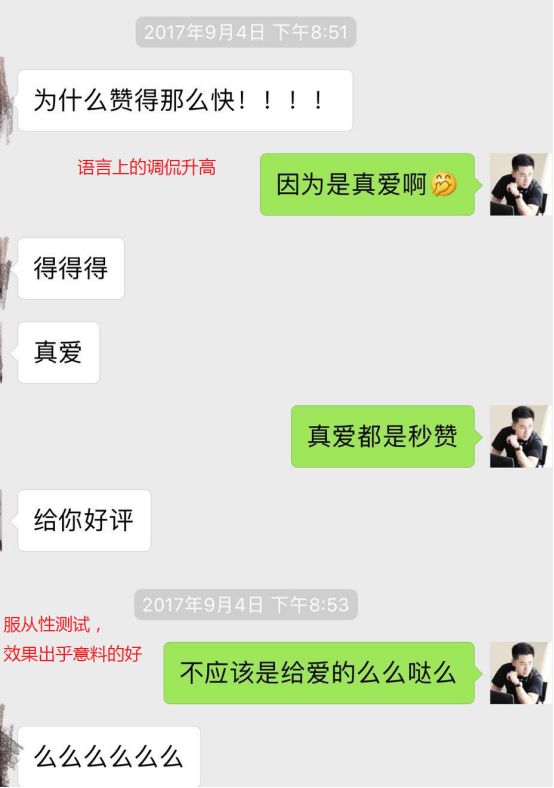 2017年9月4日 下午8:51
为什么赞得那么快！！！！
语言上的调侃升高
因为是真爱啊🤭
得得得
真爱
真爱都是秒赞
给你好评
2017年9月4日 下午8:53
服从性测试，
效果出乎意料的好
不应该是给爱的么么哒么
么么么么么么